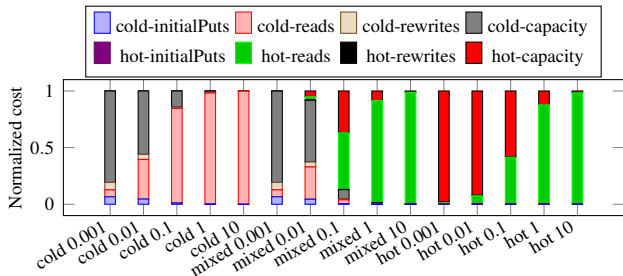 cold-initialPuts cold-reads cold-rewrites cold-capacity
hot-initialPuts hot-reads hot-rewrites hot-capacity
Normalized cost
1
0.5
0
cold 0.001 cold 0.01 cold 0.1 cold 1 cold 10 mixed 0.001 mixed 0.01 mixed 0.1 mixed 1 mixed 10 hot 0.001 hot 0.01 hot 0.1 hot 1 hot 10